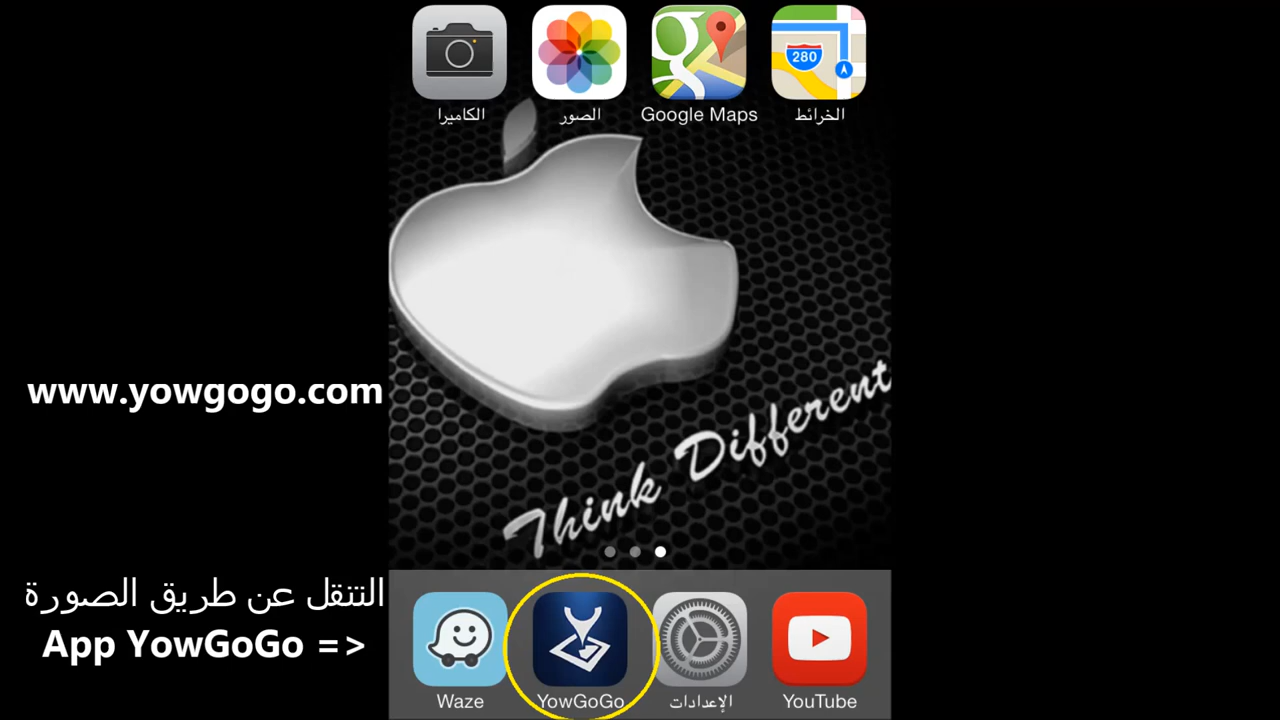 الكاميرا
الصور
Google Maps
280
الخرائط
www.yowgogo.com
Think Different
التنقل عن طريق الصورة
App YowGoGo =>
Waze
YowGoGo
الإعدادات
YouTube